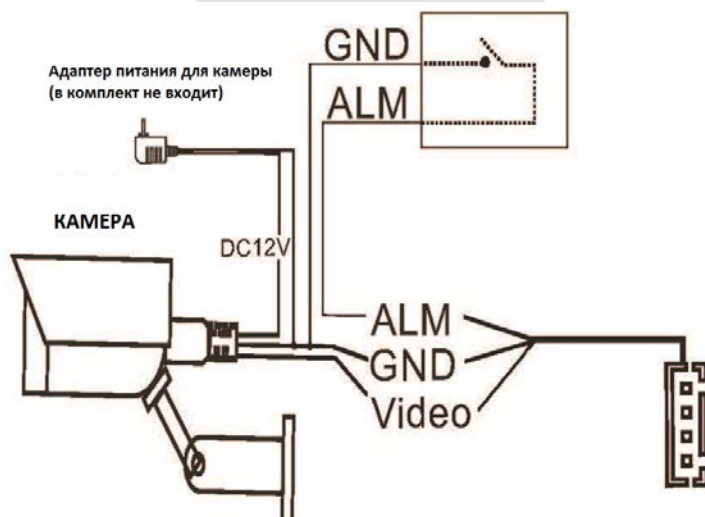 GND
Адаптер питания для камеры
(в комплект не входит)
ALM
КАМЕРА
DC12V
ALM
GND
Video